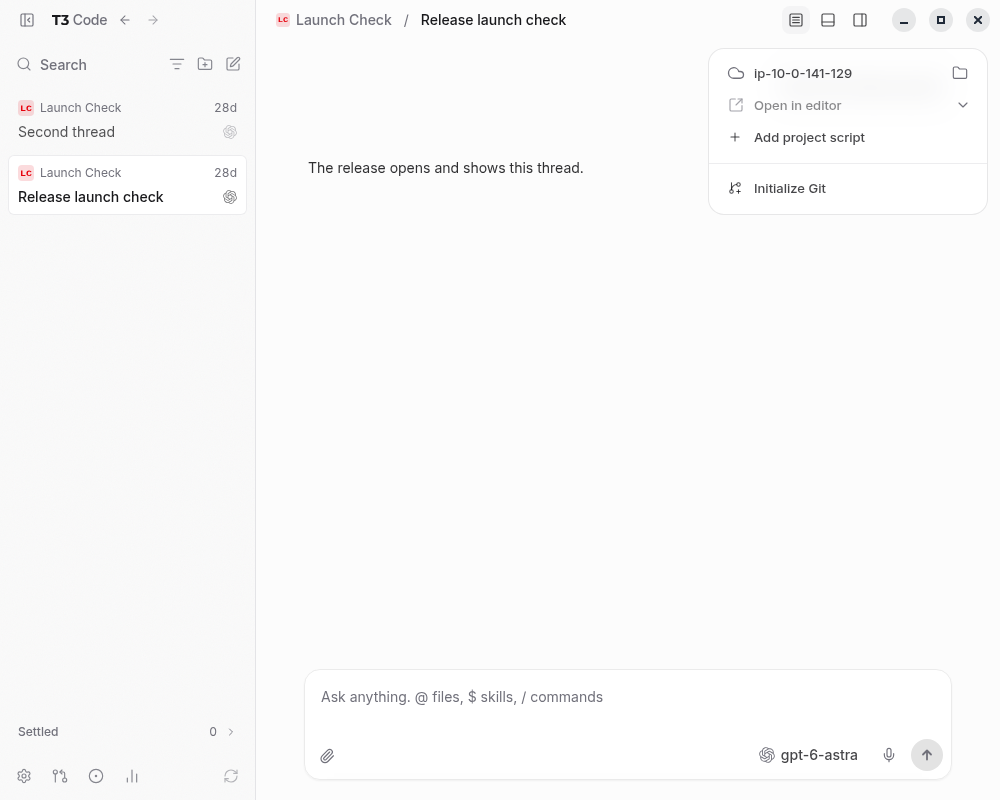 T3 Code
Search
LC Launch Check 28d
Second thread
LC Launch Check 28d
Release launch check
Settled 0
LC Launch Check / Release launch check
ip-10-0-141-129
Open in editor
Add project script
Initialize Git
The release opens and shows this thread.
Ask anything. @ files, $ skills, / commands
gpt-6-astra